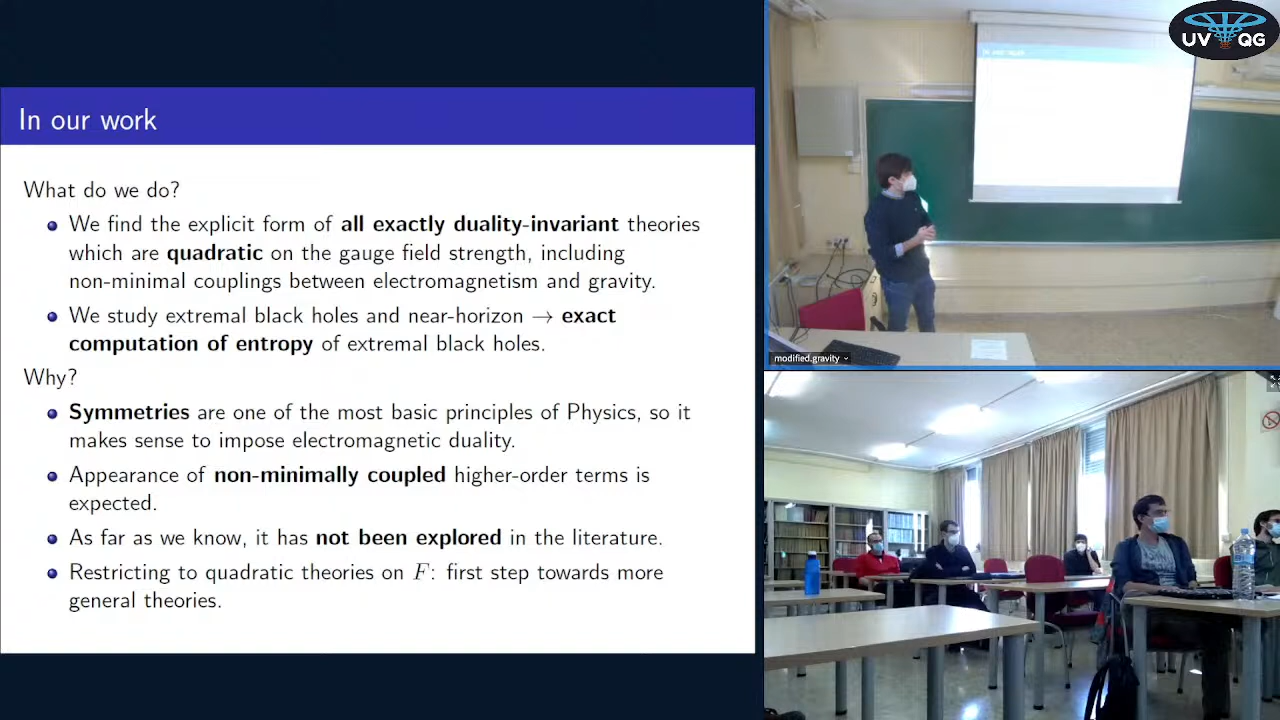 In our work
What do we do?
We find the explicit form of all exactly duality-invariant theories
which are quadratic on the gauge field strength, including
non-minimal couplings between electromagnetism and gravity.
We study extremal black holes and near-horizon → exact
computation of entropy of extremal black holes.
Why?
Symmetries are one of the most basic principles of Physics, so it
makes sense to impose electromagnetic duality.
Appearance of non-minimally coupled higher-order terms is
expected.
As far as we know, it has not been explored in the literature.
Restricting to quadratic theories on F: first step towards more
general theories.
UV QG
modified.gravity